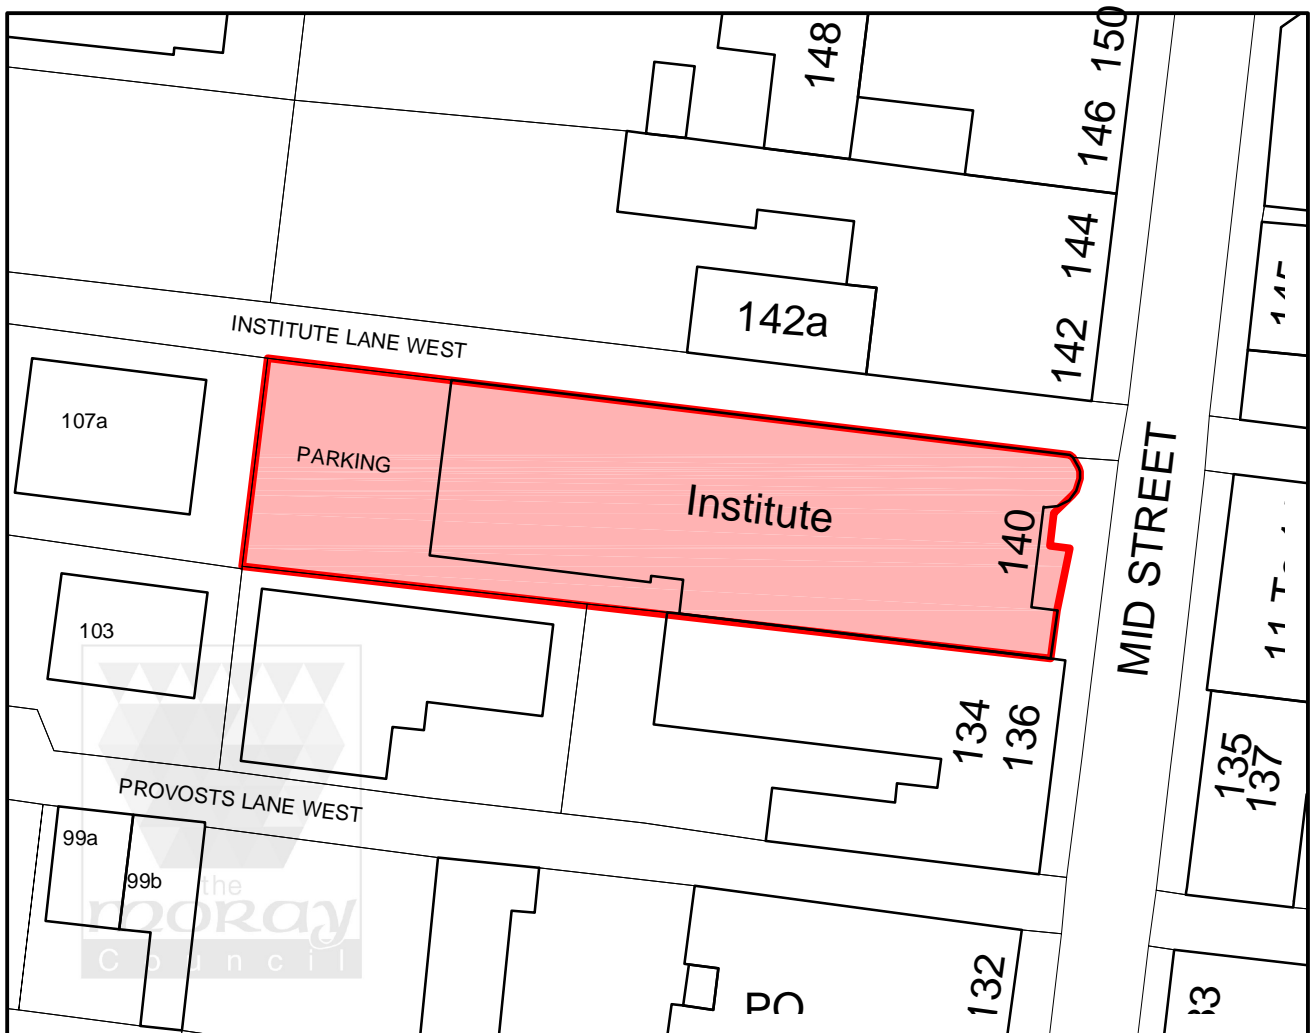 148
150
146
144
142a
142
INSTITUTE LANE WEST
107a
PARKING
Institute
140
MID STREET
103
134
136
135
137
PROVOSTS LANE WEST
99a
99b
the
moray
Council
132
PO